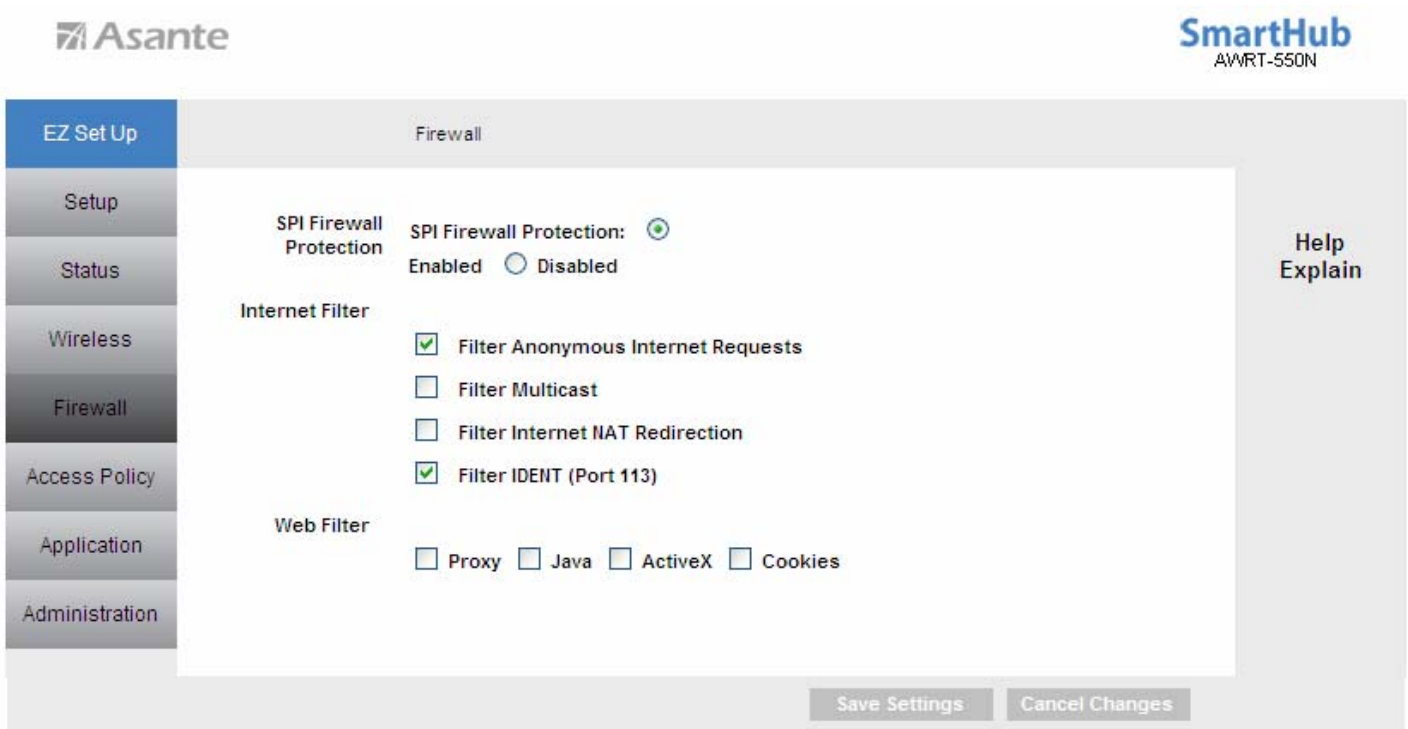 Asante
SmartHub
AWRT-550N
EZ Set Up
Firewall
Setup
Status
Wireless
Firewall
Access Policy
Application
Administration
SPI Firewall
Protection
SPI Firewall Protection:
Enabled Disabled
Internet Filter
Filter Anonymous Internet Requests
Filter Multicast
Filter Internet NAT Redirection
Filter IDENT (Port 113)
Web Filter
Proxy Java ActiveX Cookies
Help
Explain
Save Settings Cancel Changes